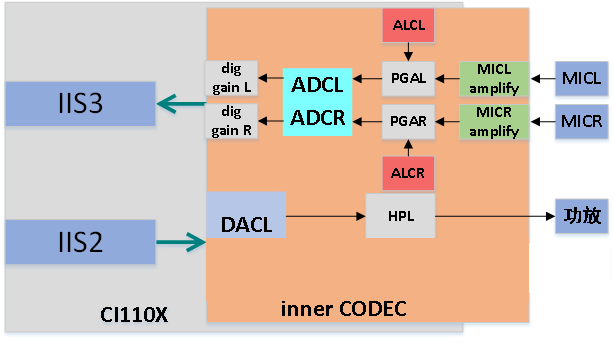 ALCL
dig
gain L
ADCL
PGAL
MICL
amplify
MICL
IIS3
dig
gain R
ADCR
PGAR
MICR
amplify
MICR
ALCR
IIS2
DACL
HPL
功放
CI110X
inner CODEC